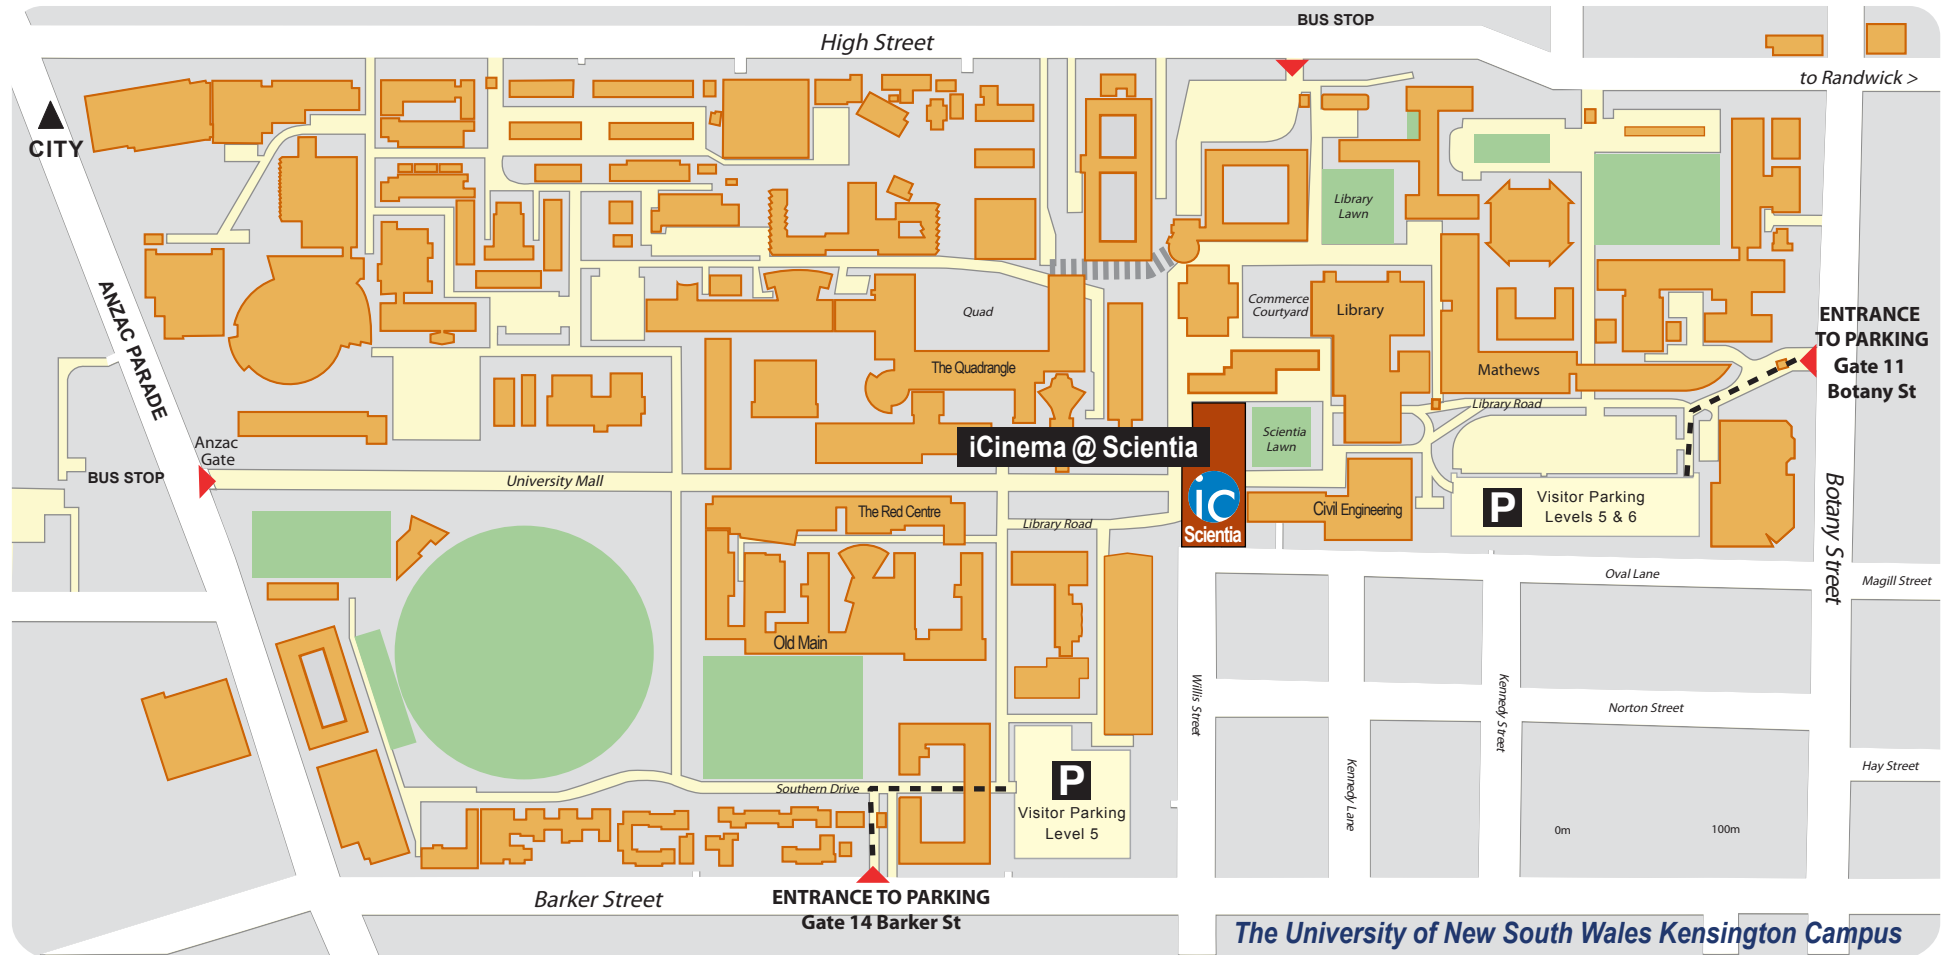 BUS STOP
High Street
to Randwick >
CITY
Library
Lawn
ANZAC PARADE
Quad
Commerce
Courtyard
Library
ENTRANCE
TO PARKING
Gate 11
Botany St
The Quadrangle
Mathews
Library Road
Anzac
Gate
iCinema @ Scientia
Scientia
Lawn
BUS STOP
University Mall
ic
Scientia
The Red Centre
Library Road
Civil Engineering
P
Visitor Parking
Levels 5 & 6
Botany Street
Oval Lane
Magill Street
Old Main
Willis Street
Kennedy Street
Norton Street
Kennedy Lane
Hay Street
Southern Drive
P
Visitor Parking
Level 5
0m
100m
Barker Street
ENTRANCE TO PARKING
Gate 14 Barker St
The University of New South Wales Kensington Campus